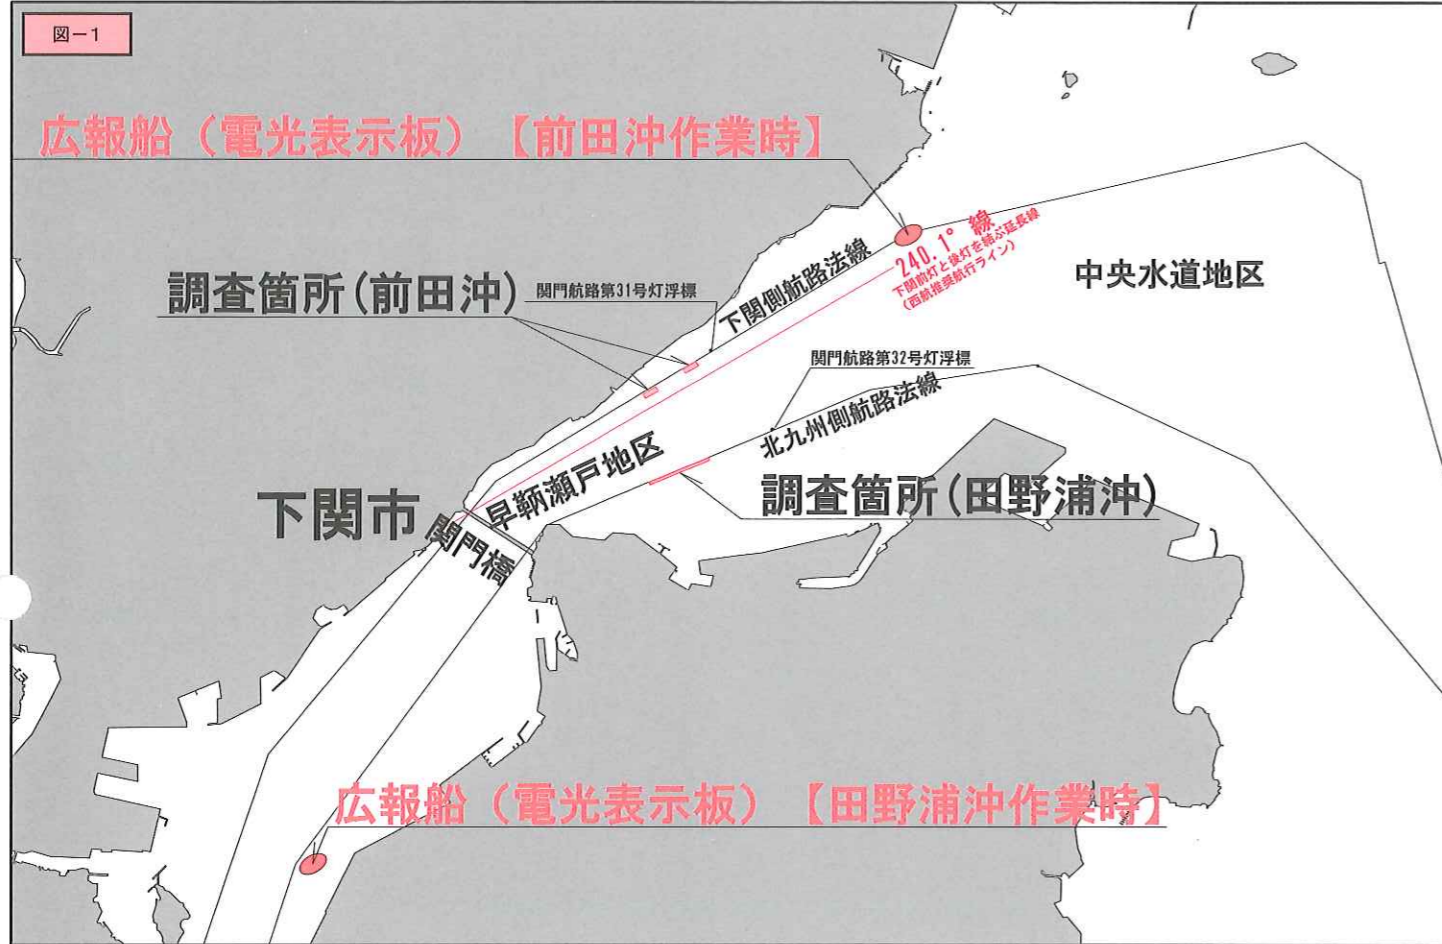 図－1
広報船（電光表示板）【前田沖作業時】
240.1° 線
下関前灯と後灯を結ぶ延長線
（西航推奨航行ライン）
下関側航路法線
中央水道地区
調査箇所(前田沖)
関門航路第31号灯浮標
関門航路第32号灯浮標
北九州側航路法線
早鞆瀬戸地区
調査箇所(田野浦沖)
下関市
関門橋
広報船（電光表示板）【田野浦沖作業時】